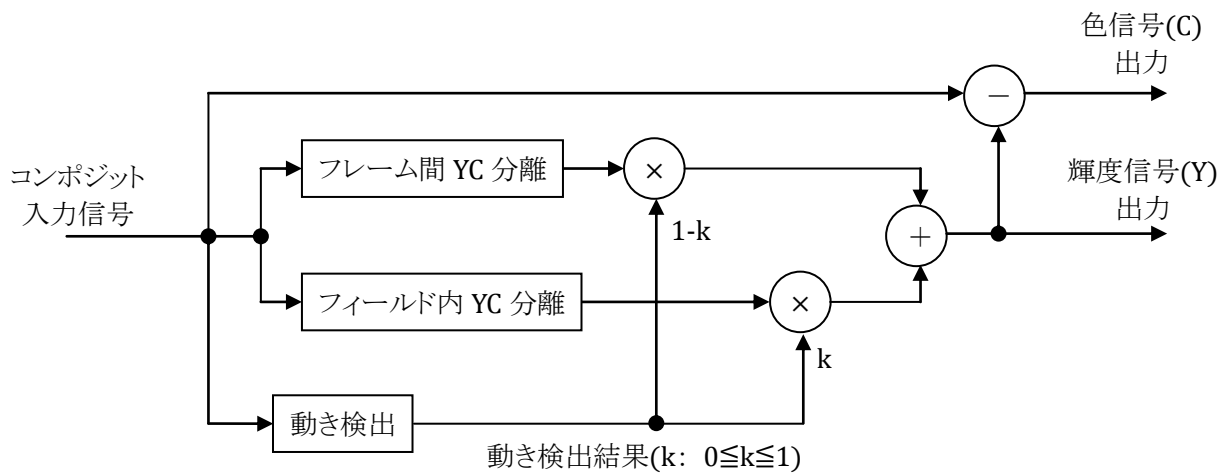 色信号(C)
出力
−
フレーム間 YC 分離
×
コンポジット
入力信号
輝度信号(Y)
出力
1-k
+
フィールド内 YC 分離
×
k
動き検出
動き検出結果(k: 0≦k≦1)